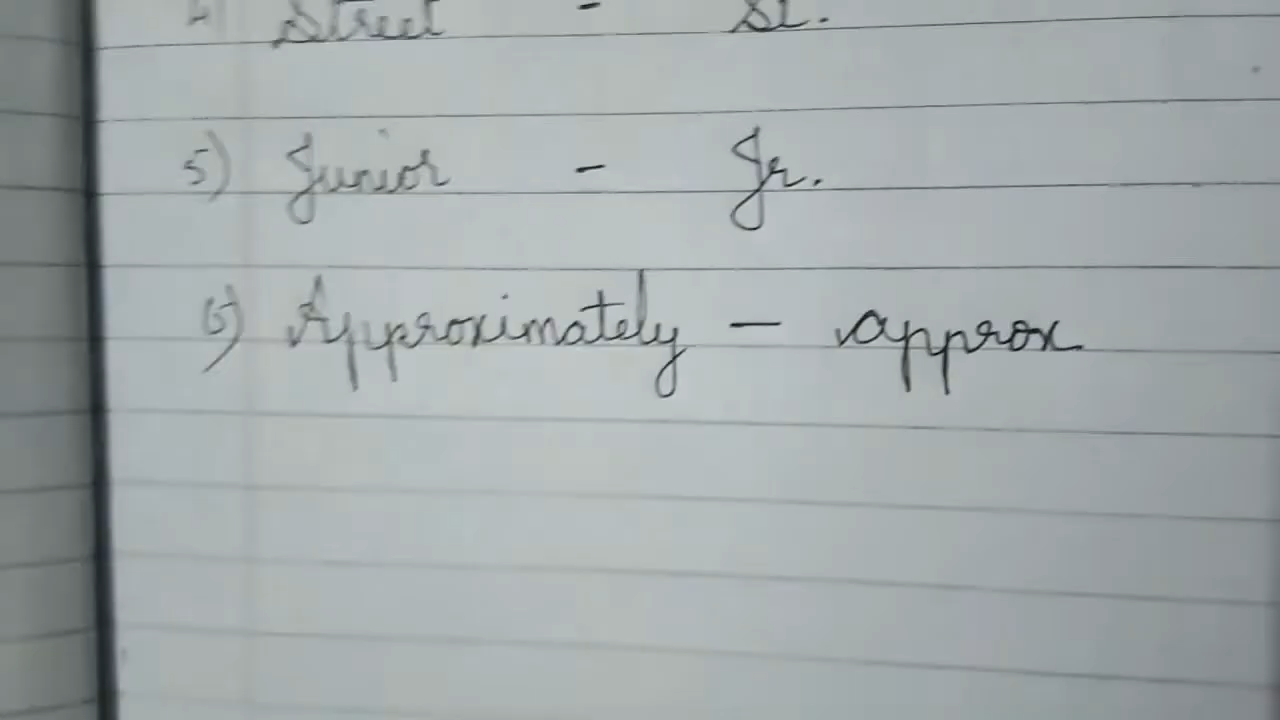 4) Street - St.
5) Junior - Jr.
6) Approximately - approx